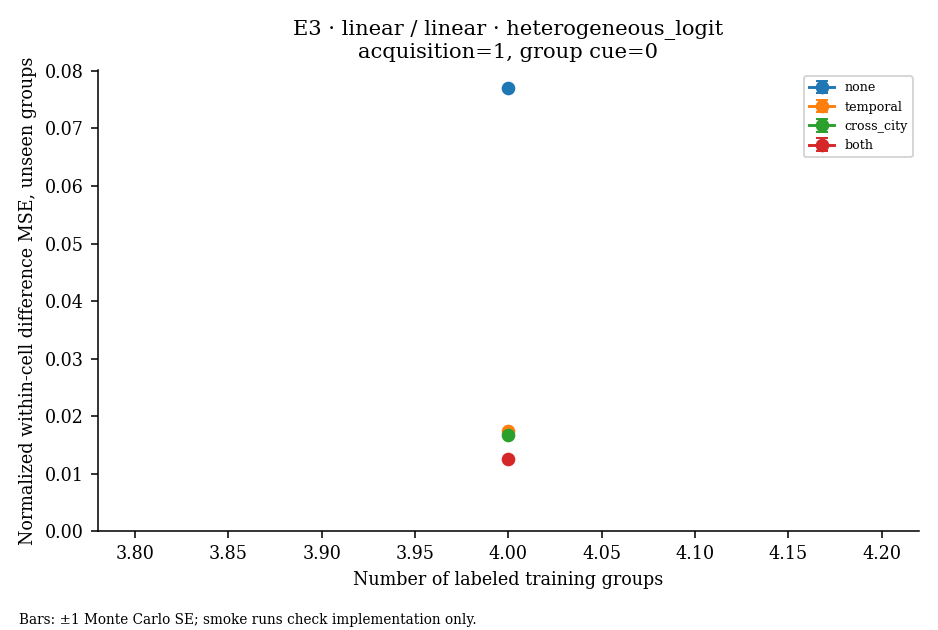 E3 · linear / linear · heterogeneous_logit
acquisition=1, group cue=0
Normalized within-cell difference MSE, unseen groups
0.08
0.07
0.06
0.05
0.04
0.03
0.02
0.01
0.00
none
temporal
cross_city
both
3.80 3.85 3.90 3.95 4.00 4.05 4.10 4.15 4.20
Number of labeled training groups
Bars: ±1 Monte Carlo SE; smoke runs check implementation only.